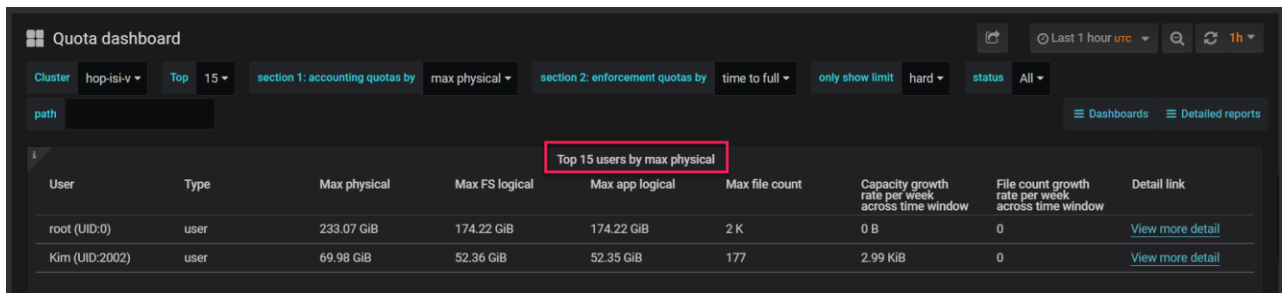 Quota dashboard
Last 1 hour UTC
1h
Cluster hop-isi-v Top 15 section 1: accounting quotas by max physical section 2: enforcement quotas by time to full only show limit hard status All
path
Dashboards Detailed reports
i
Top 15 users by max physical
User Type Max physical Max FS logical Max app logical Max file count Capacity growth rate per week across time window File count growth rate per week across time window Detail link
root (UID:0) user 233.07 GiB 174.22 GiB 174.22 GiB 2 K 0 B 0 View more detail
Kim (UID:2002) user 69.98 GiB 52.36 GiB 52.35 GiB 177 2.99 KiB 0 View more detail